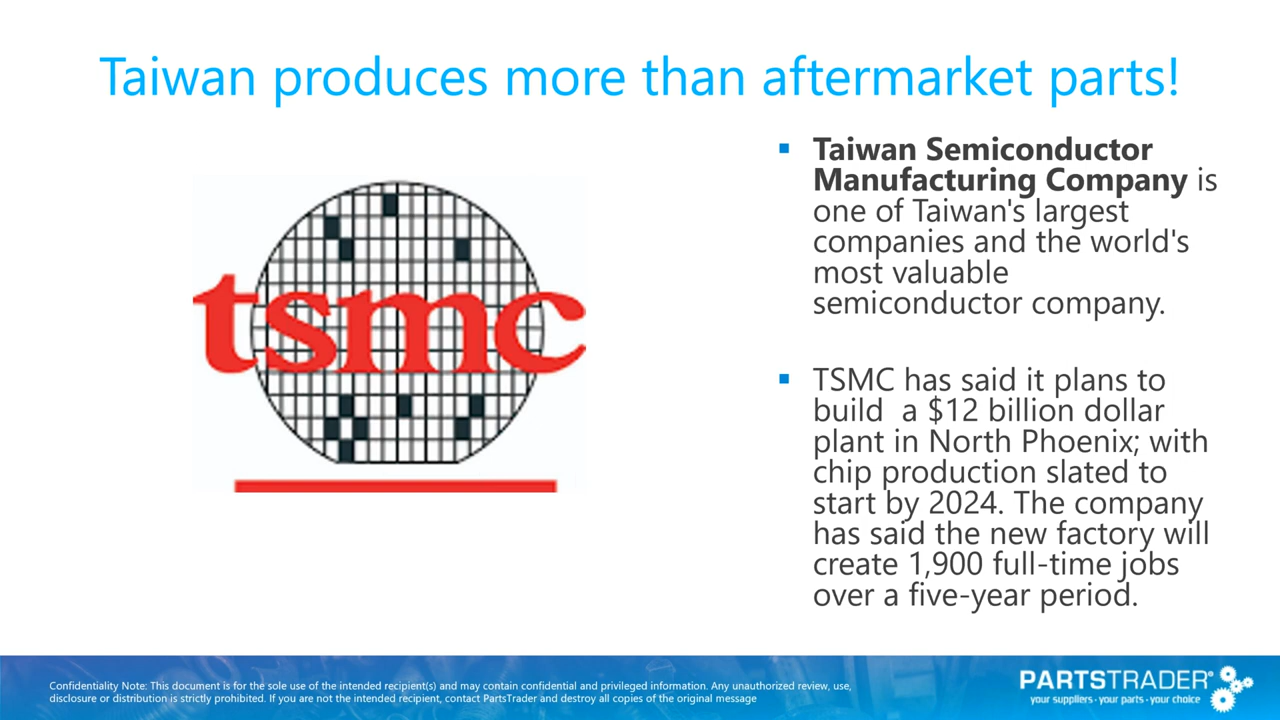 Taiwan produces more than aftermarket parts!
▪ Taiwan Semiconductor
Manufacturing Company is
one of Taiwan's largest
companies and the world's
most valuable
semiconductor company.
▪ TSMC has said it plans to
build  a $12 billion dollar
plant in North Phoenix; with
chip production slated to
start by 2024. The company
has said the new factory will
create 1,900 full-time jobs
over a five-year period.
tsmc
Confidentiality Note: This document is for the sole use of the intended recipient(s) and may contain confidential and privileged information. Any unauthorized review, use,
disclosure or distribution is strictly prohibited. If you are not the intended recipient, contact PartsTrader and destroy all copies of the original message
PARTSTRADER®
your suppliers · your parts · your choice